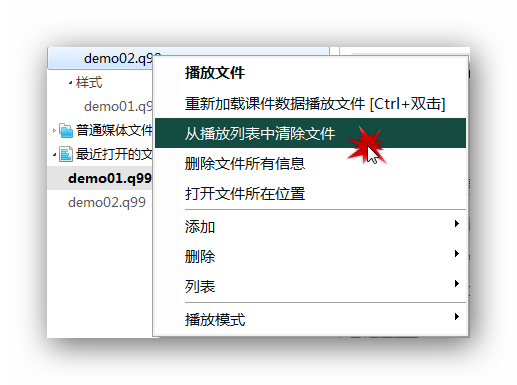 demo02.q99
样式
demo01.q9
普通媒体文件
最近打开的文
demo01.q99
demo02.q99
播放文件
重新加载课件数据播放文件 [Ctrl+双击]
从播放列表中清除文件
删除文件所有信息
打开文件所在位置
添加
删除
列表
播放模式